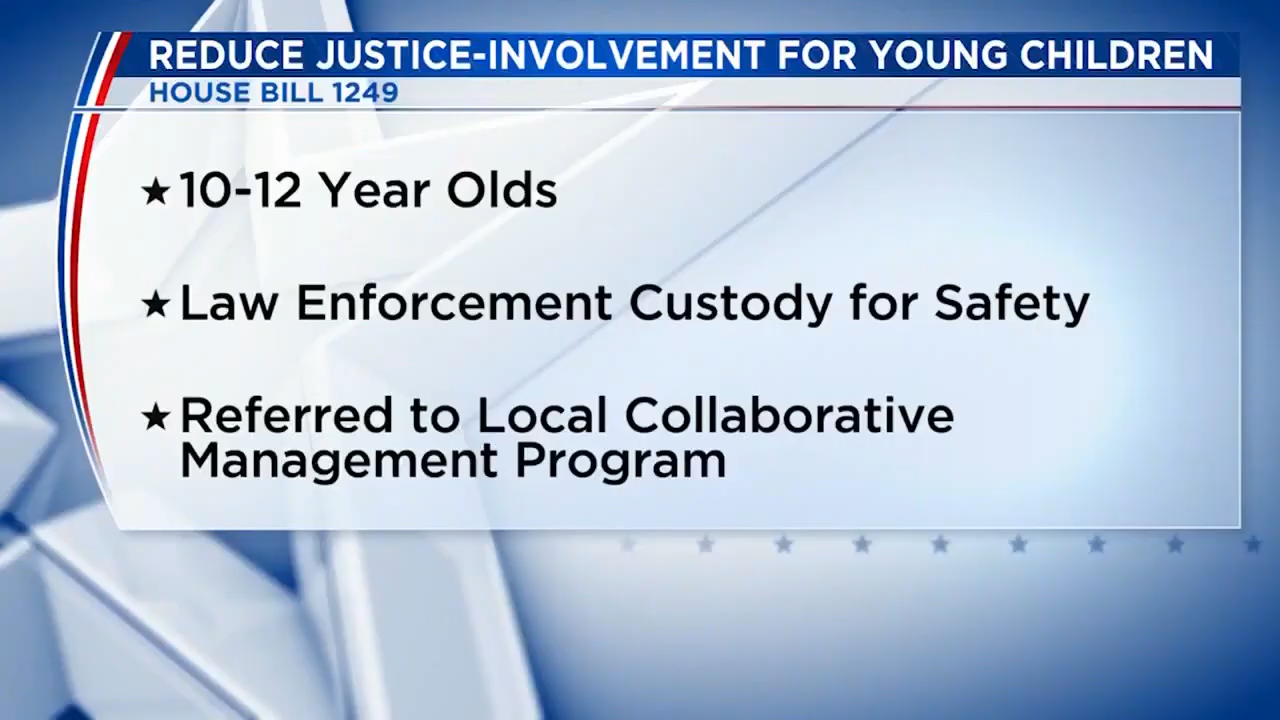 REDUCE JUSTICE-INVOLVEMENT FOR YOUNG CHILDREN
HOUSE BILL 1249
★ 10-12 Year Olds
★ Law Enforcement Custody for Safety
★ Referred to Local Collaborative
Management Program